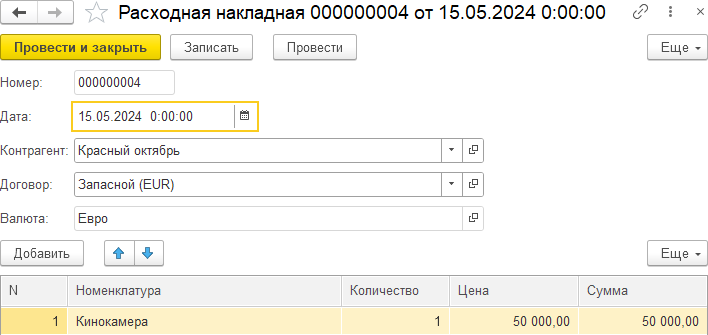 Расходная накладная 000000004 от 15.05.2024 0:00:00
Провести и закрыть Записать Провести Еще
Номер: 000000004
Дата: 15.05.2024 0:00:00
Контрагент: Красный октябрь
Договор: Запасной (EUR)
Валюта: Евро
Добавить Еще
N Номенклатура Количество Цена Сумма
1 Кинокамера 1 50 000,00 50 000,00